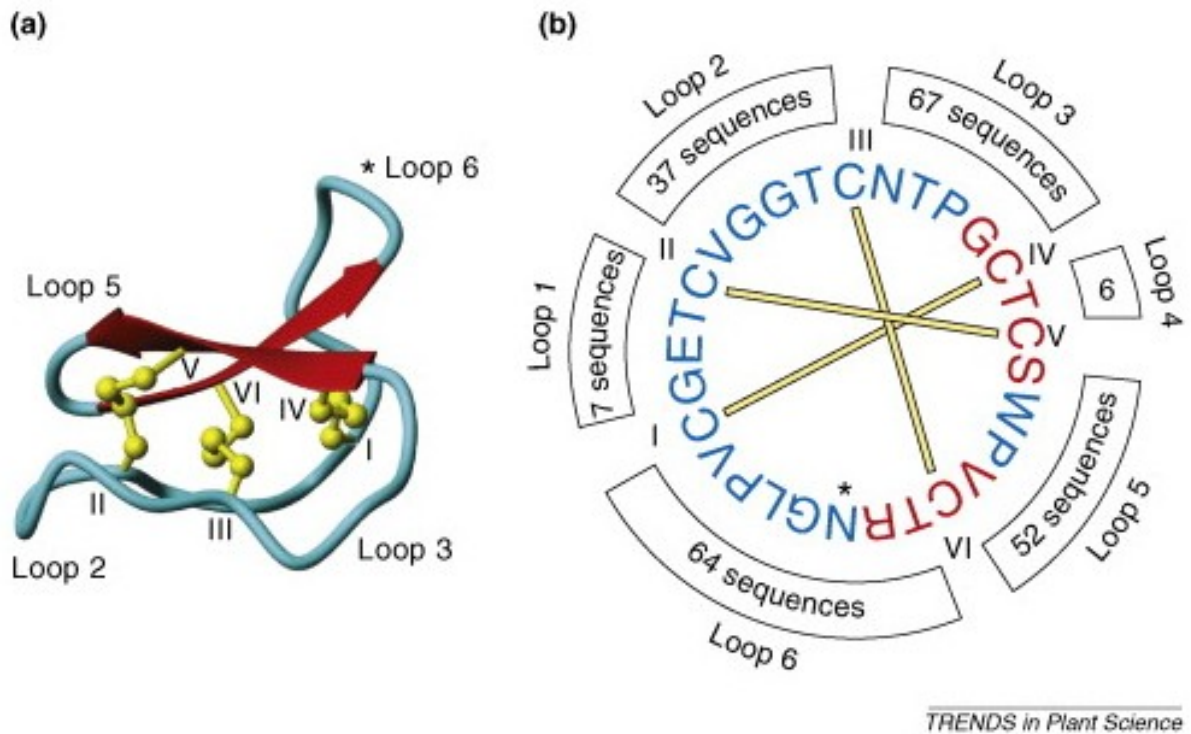 (a)
* Loop 6
Loop 5
V
VI
IV
I
II
III
Loop 2
Loop 3
(b)
Loop 1
7 sequences
Loop 2
37 sequences
Loop 3
67 sequences
Loop 4
6
Loop 5
52 sequences
Loop 6
64 sequences
I
II
III
IV
V
VI
*
CGETCVGGTCNTPGCTCSWPVCTRNGLPV
TRENDS in Plant Science